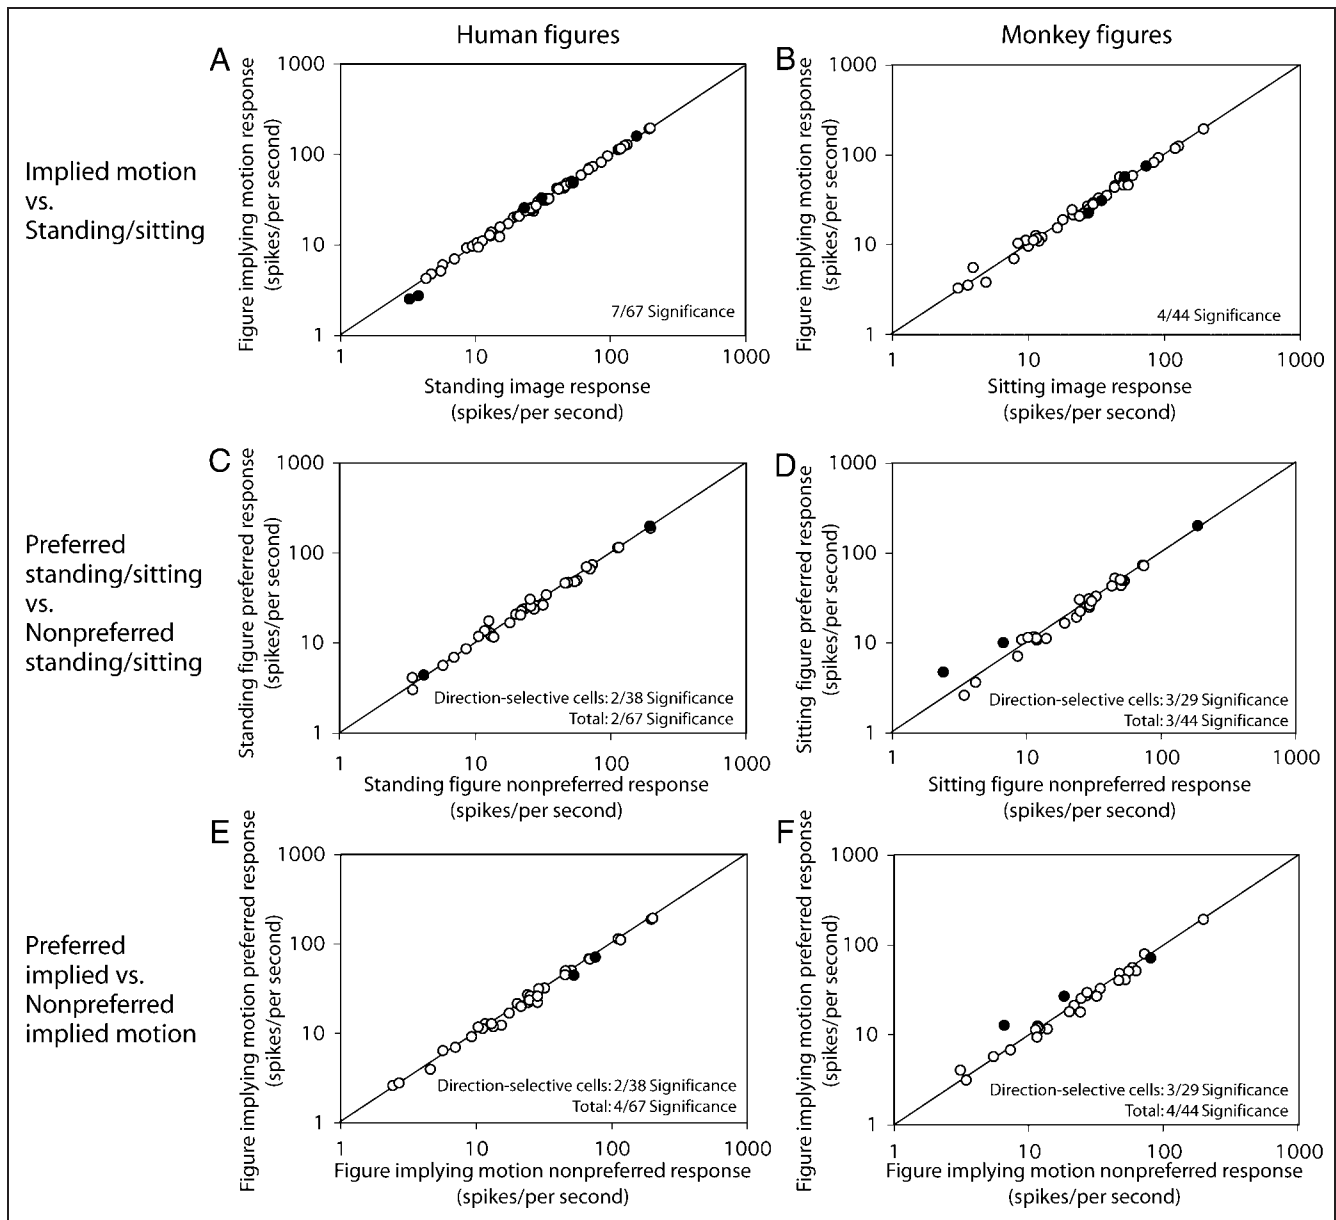 Human figures
Monkey figures
Implied motion
vs.
Standing/sitting
A
Figure implying motion response
(spikes/per second)
1000
100
10
1
7/67 Significance
1
10
100
1000
Standing image response
(spikes/per second)
B
Figure implying motion response
(spikes/per second)
1000
100
10
1
4/44 Significance
1
10
100
1000
Sitting image response
(spikes/per second)
Preferred
standing/sitting
vs.
Nonpreferred
standing/sitting
C
Standing figure preferred response
(spikes/per second)
1000
100
10
1
Direction-selective cells: 2/38 Significance
Total: 2/67 Significance
1
10
100
1000
Standing figure nonpreferred response
(spikes/per second)
D
Sitting figure preferred response
(spikes/per second)
1000
100
10
1
Direction-selective cells: 3/29 Significance
Total: 3/44 Significance
1
10
100
1000
Sitting figure nonpreferred response
(spikes/per second)
Preferred
implied vs.
Nonpreferred
implied motion
E
Figure implying motion preferred response
(spikes/per second)
1000
100
10
1
Direction-selective cells: 2/38 Significance
Total: 4/67 Significance
1
10
100
1000
Figure implying motion nonpreferred response
(spikes/per second)
F
Figure implying motion preferred response
(spikes/per second)
1000
100
10
1
Direction-selective cells: 3/29 Significance
Total: 4/44 Significance
1
10
100
1000
Figure implying motion nonpreferred response
(spikes/per second)